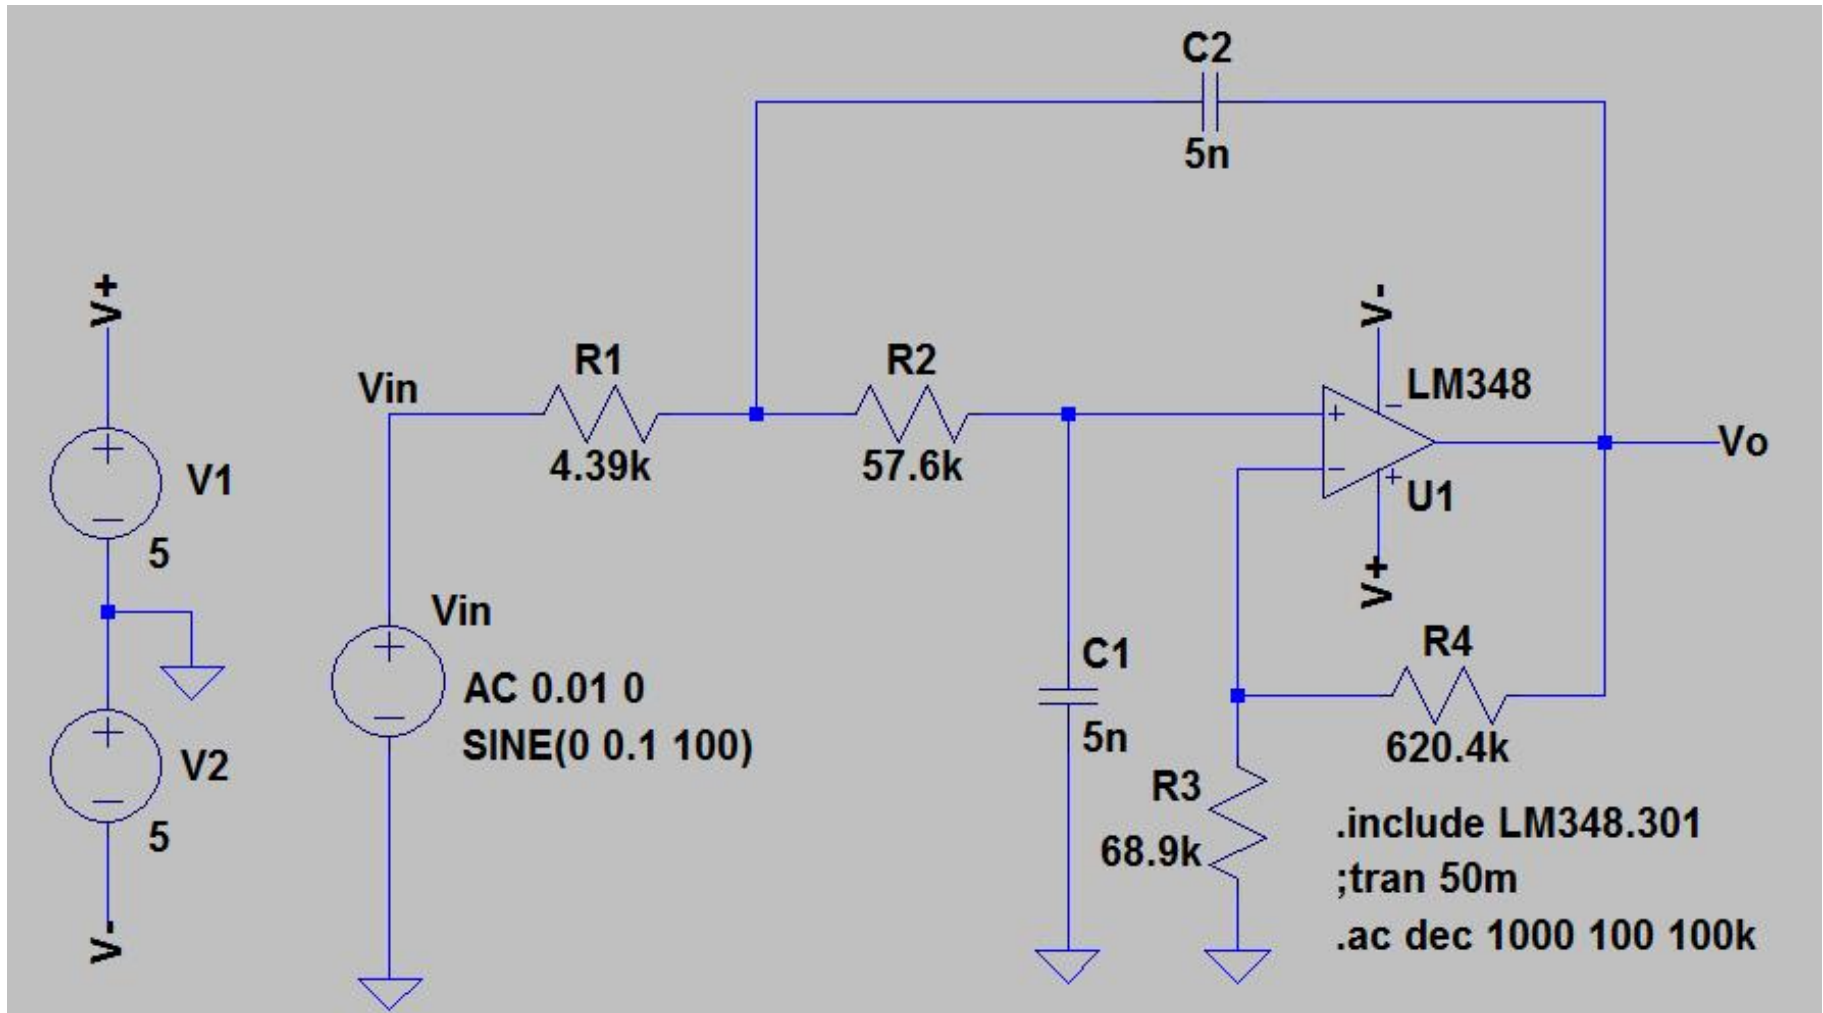 C2
5n
V+
V1
5
V2
5
V-
Vin
R1
4.39k
R2
57.6k
Vin
AC 0.01 0
SINE(0 0.1 100)
C1
5n
V-
+
-
-
+
LM348
U1
V+
Vo
R4
620.4k
R3
68.9k
.include LM348.301
;tran 50m
.ac dec 1000 100 100k